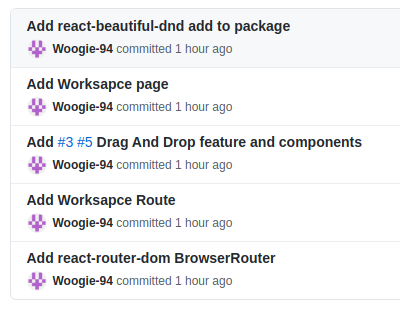 Add react-beautiful-dnd add to package
Woogie-94 committed 1 hour ago
Add Worksapce page
Woogie-94 committed 1 hour ago
Add #3 #5 Drag And Drop feature and components
Woogie-94 committed 1 hour ago
Add Worksapce Route
Woogie-94 committed 1 hour ago
Add react-router-dom BrowserRouter
Woogie-94 committed 1 hour ago